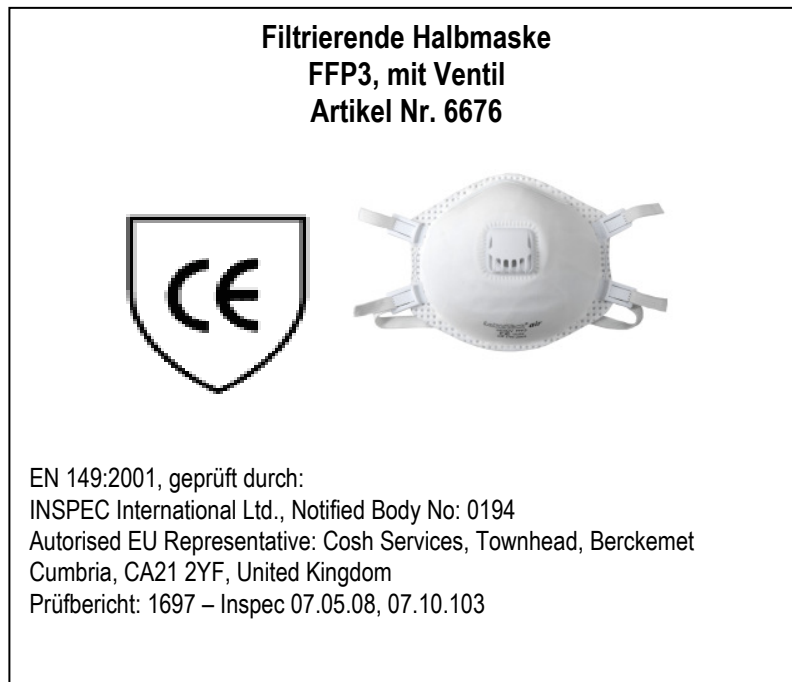 Filtrierende Halbmaske
FFP3, mit Ventil
Artikel Nr. 6676
CE
air
EN 149:2001, geprüft durch:
INSPEC International Ltd., Notified Body No: 0194
Autorised EU Representative: Cosh Services, Townhead, Berckemet
Cumbria, CA21 2YF, United Kingdom
Prüfbericht: 1697 – Inspec 07.05.08, 07.10.103